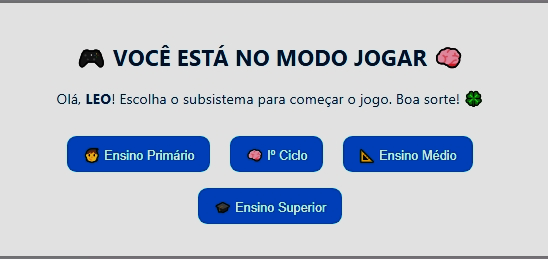 🎮 VOCÊ ESTÁ NO MODO JOGAR 🧠
Olá, LEO! Escolha o subsistema para começar o jogo. Boa sorte! 🍀
🧒 Ensino Primário
🧠 Iº Ciclo
📐 Ensino Médio
🎓 Ensino Superior